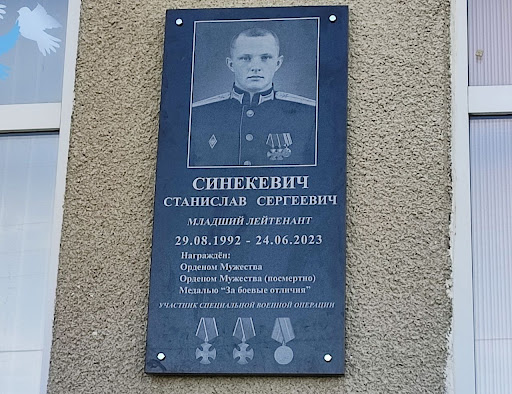 СИНЕКЕВИЧ
СТАНИСЛАВ СЕРГЕЕВИЧ
МЛАДШИЙ ЛЕЙТЕНАНТ
29.08.1992 - 24.06.2023
Награждён:
Орденом Мужества
Орденом Мужества (посмертно)
Медалью "За боевые отличия"
УЧАСТНИК СПЕЦИАЛЬНОЙ ВОЕННОЙ ОПЕРАЦИИ